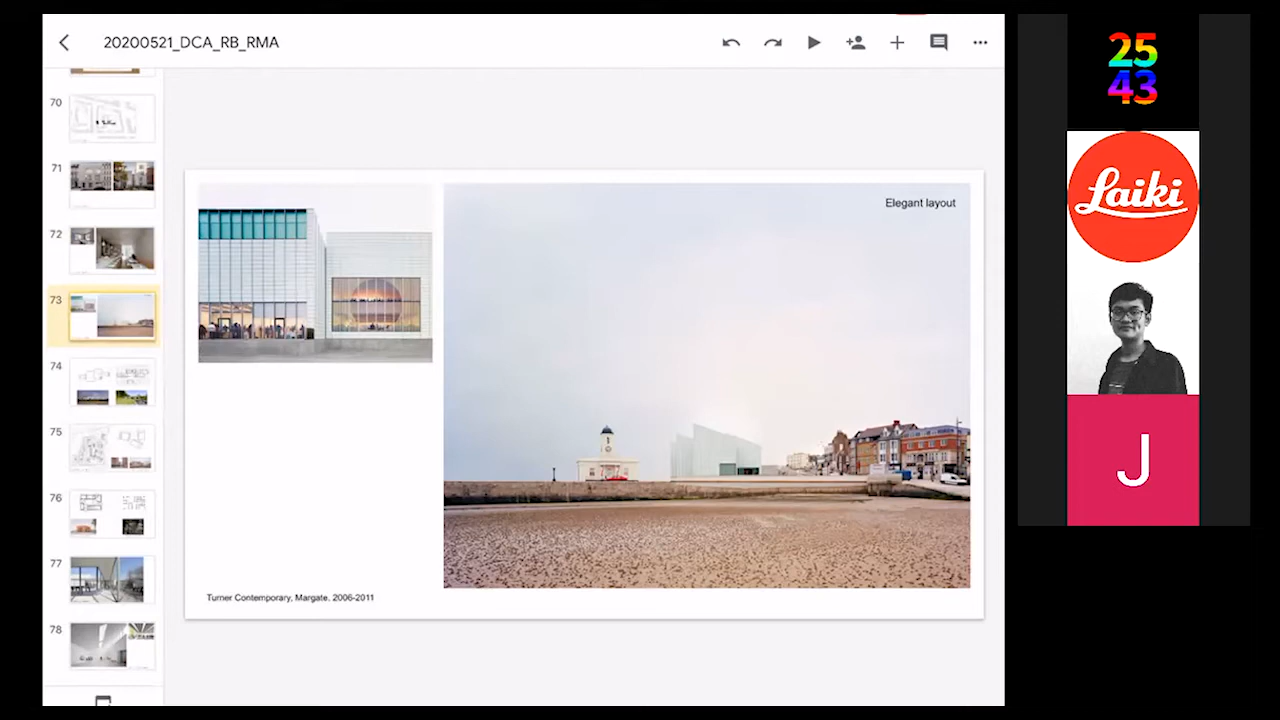 20200521_DCA_RB_RMA
70
71
72
73
74
75
76
77
78
Elegant layout
Turner Contemporary, Margate. 2006-2011
25
43
Laiki
J